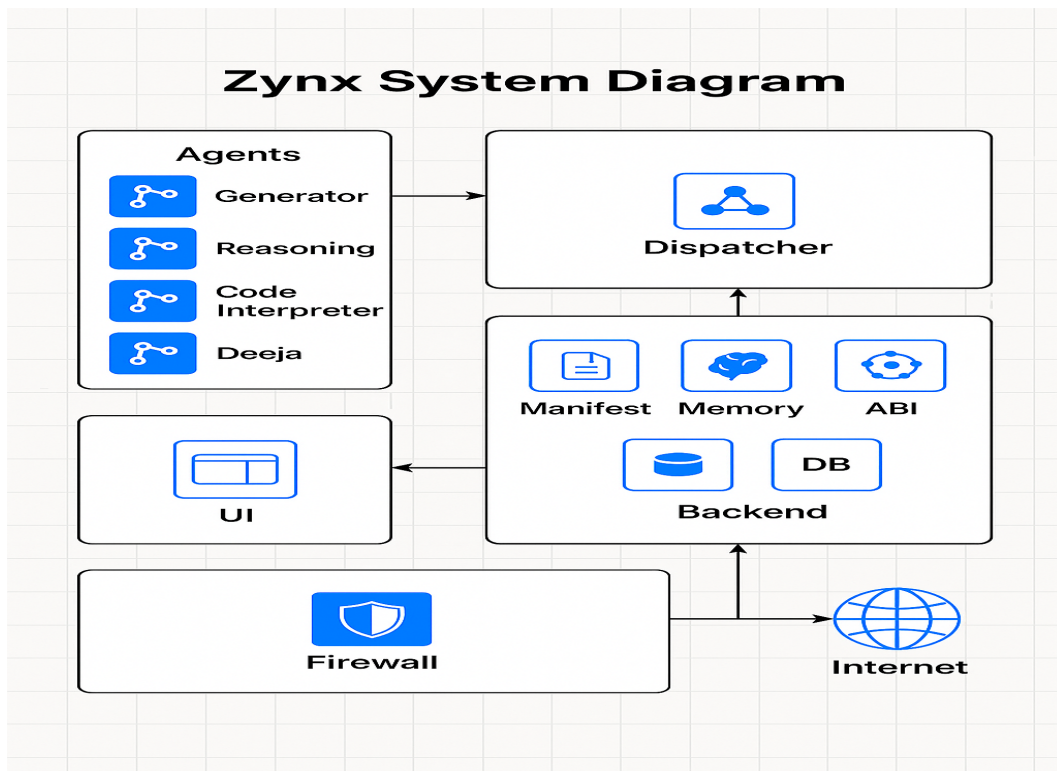 Zynx System Diagram
Agents
Generator
Reasoning
Code
Interpreter
Deeja
Dispatcher
Manifest
Memory
ABI
DB
Backend
UI
Firewall
Internet